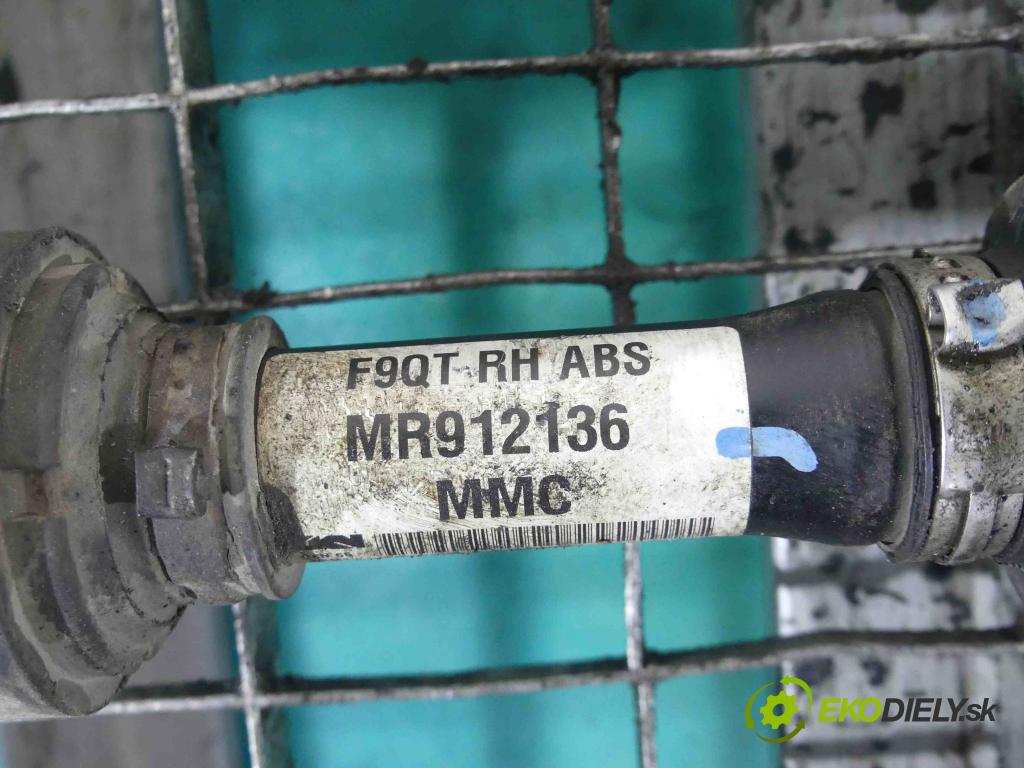 F9QT RH ABS
MR912136
MMC
EKODIELY.sk